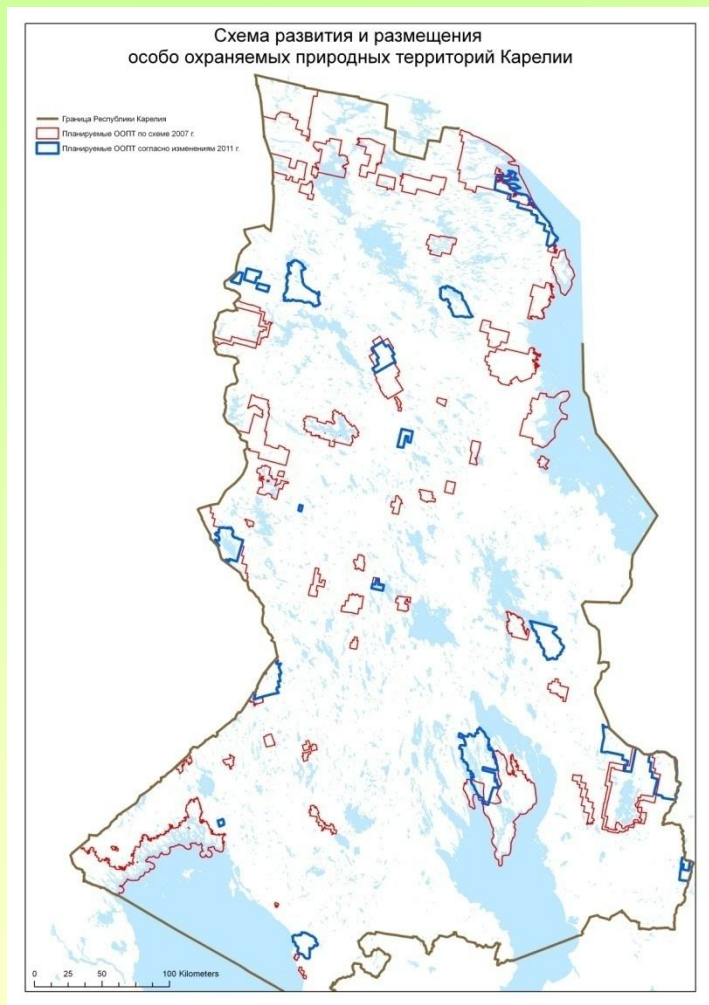 Схема развития и размещения
особо охраняемых природных территорий Карелии
Граница Республики Карелия
Планируемые ООПТ по схеме 2007 г.
Планируемые ООПТ согласно изменениям 2011 г.
0 25 50 100 Kilometers